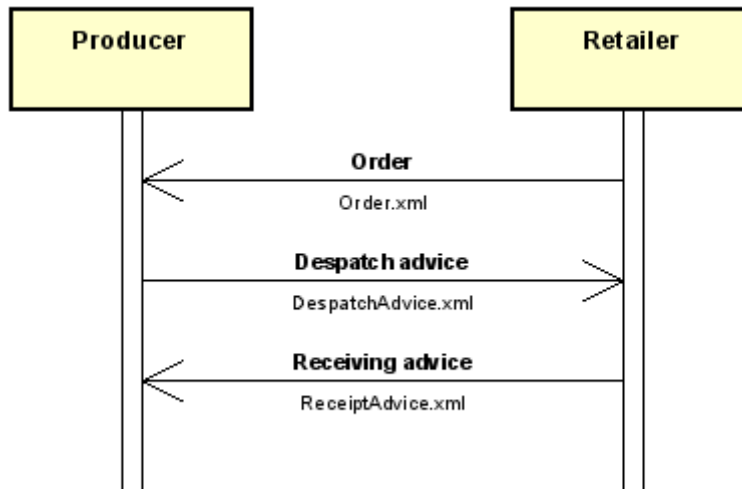 Producer
Retailer
Order
Order.xml
Despatch advice
DespatchAdvice.xml
Receiving advice
ReceiptAdvice.xml